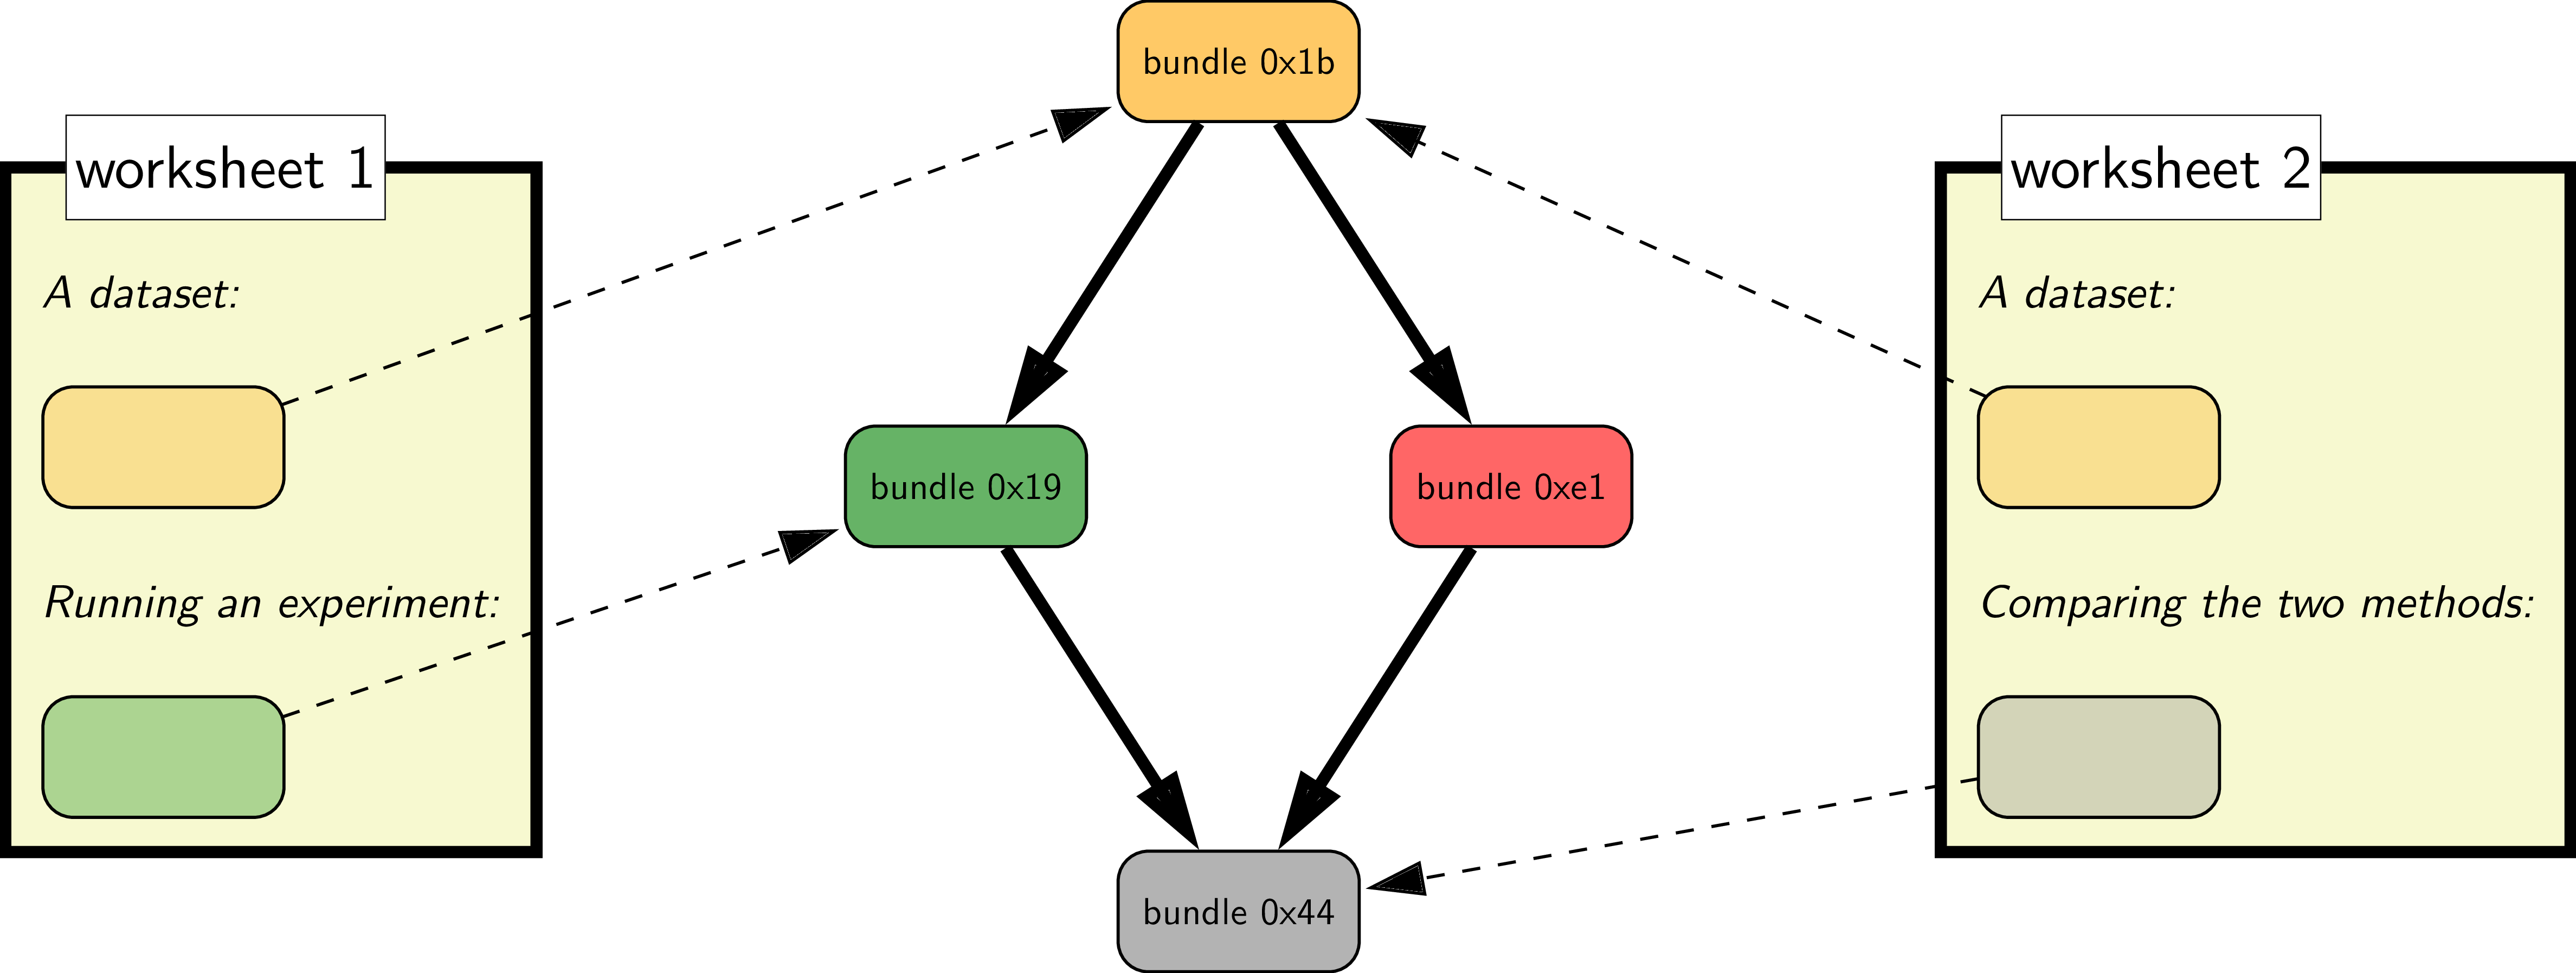 bundle 0x1b
worksheet 1
A dataset:
Running an experiment:
bundle 0x19
bundle 0xe1
bundle 0x44
worksheet 2
A dataset:
Comparing the two methods: